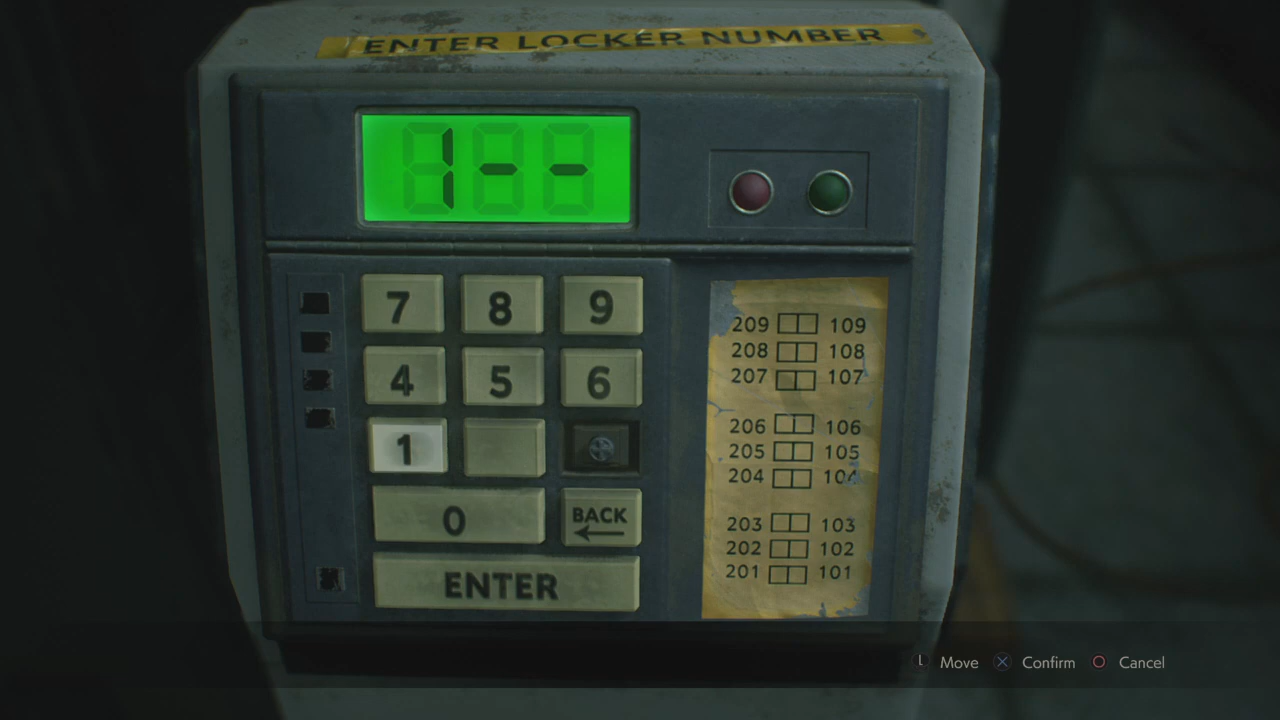 ENTER LOCKER NUMBER
1--
7 8 9
4 5 6
1
0 BACK
ENTER
209 109
208 108
207 107
206 106
205 105
204 104
203 103
202 102
201 101
L Move Confirm Cancel